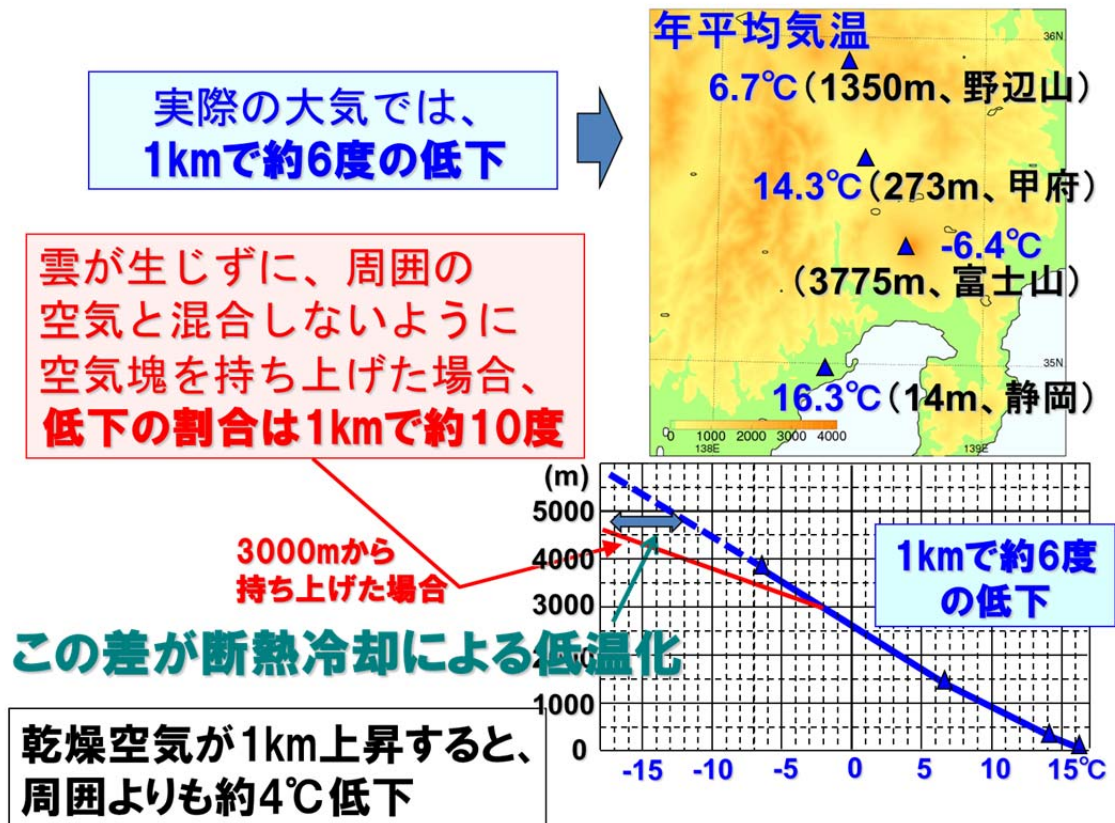 年平均気温
36N
6.7℃(1350m、野辺山)
14.3℃(273m、甲府)
-6.4℃
(3775m、富士山)
35N
16.3℃(14m、静岡)
0 1000 2000 3000 4000
138E 139E
実際の大気では、
1kmで約6度の低下
雲が生じずに、周囲の
空気と混合しないように
空気塊を持ち上げた場合、
低下の割合は1kmで約10度
3000mから
持ち上げた場合
この差が断熱冷却による低温化
乾燥空気が1km上昇すると、
周囲よりも約4℃低下
(m)
5000
4000
3000
2000
1000
0
-15 -10 -5 0 5 10 15℃
1kmで約6度
の低下